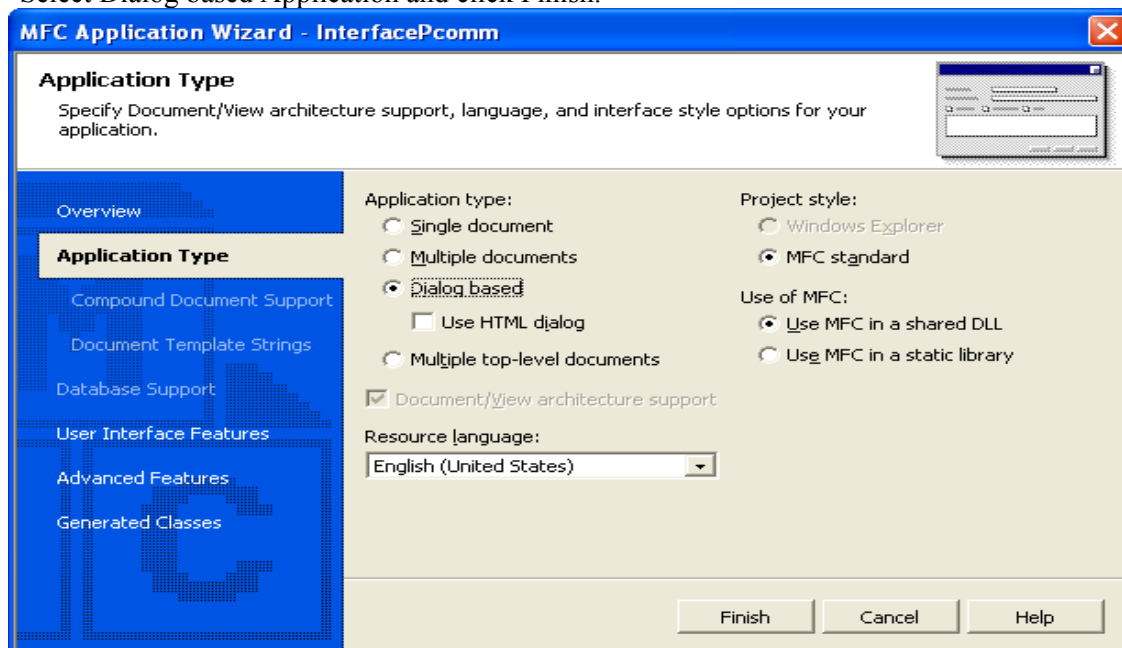 Select Dialog based Application and click Finish.
MFC Application Wizard - InterfacePcomm
Application Type
Specify Document/View architecture support, language, and interface style options for your
application.
Overview
Application Type
Compound Document Support
Document Template Strings
Database Support
User Interface Features
Advanced Features
Generated Classes
Application type:
Single document
Multiple documents
Dialog based
Use HTML dialog
Multiple top-level documents
Document/View architecture support
Resource language:
English (United States)
Project style:
Windows Explorer
MFC standard
Use of MFC:
Use MFC in a shared DLL
Use MFC in a static library
Finish
Cancel
Help